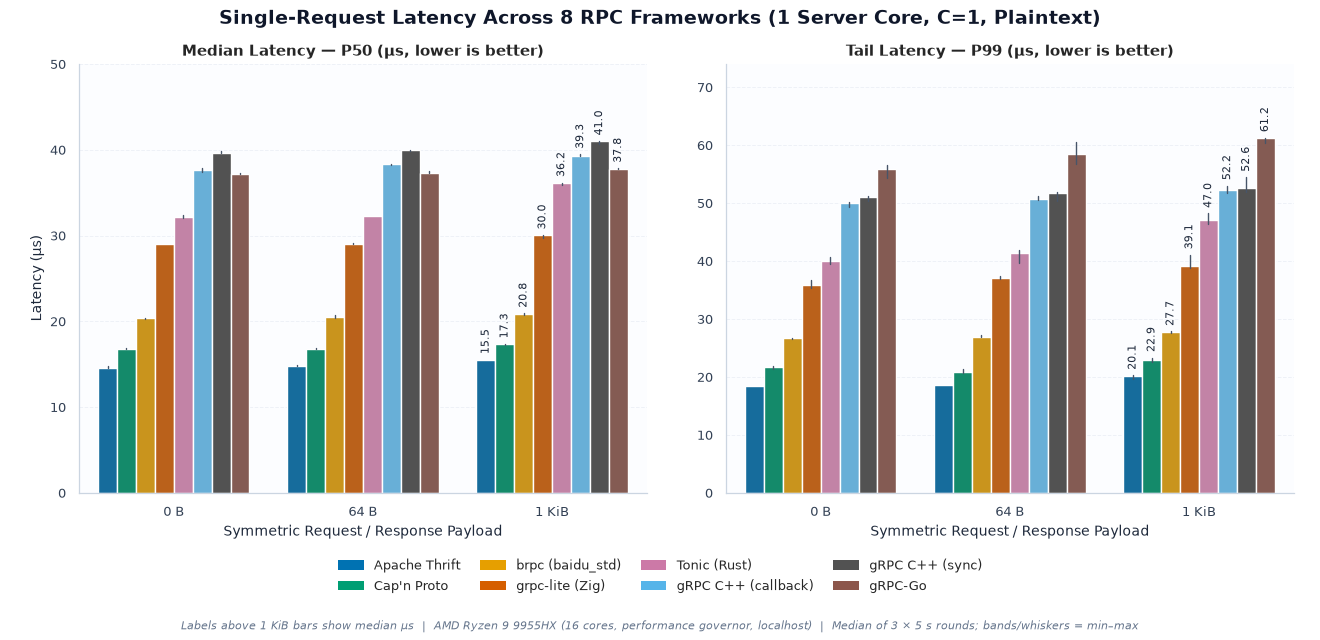 Single-Request Latency Across 8 RPC Frameworks (1 Server Core, C=1, Plaintext)
Median Latency — P50 (μs, lower is better)
Latency (μs)
50
40
30
20
10
0
15.5
17.3
20.8
30.0
36.2
39.3
41.0
37.8
0 B
64 B
1 KiB
Symmetric Request / Response Payload
Tail Latency — P99 (μs, lower is better)
70
60
50
40
30
20
10
0
20.1
22.9
27.7
39.1
47.0
52.2
52.6
61.2
0 B
64 B
1 KiB
Symmetric Request / Response Payload
Apache Thrift
Cap'n Proto
brpc (baidu_std)
grpc-lite (Zig)
Tonic (Rust)
gRPC C++ (callback)
gRPC C++ (sync)
gRPC-Go
Labels above 1 KiB bars show median μs | AMD Ryzen 9 9955HX (16 cores, performance governor, localhost) | Median of 3 × 5 s rounds; bands/whiskers = min–max